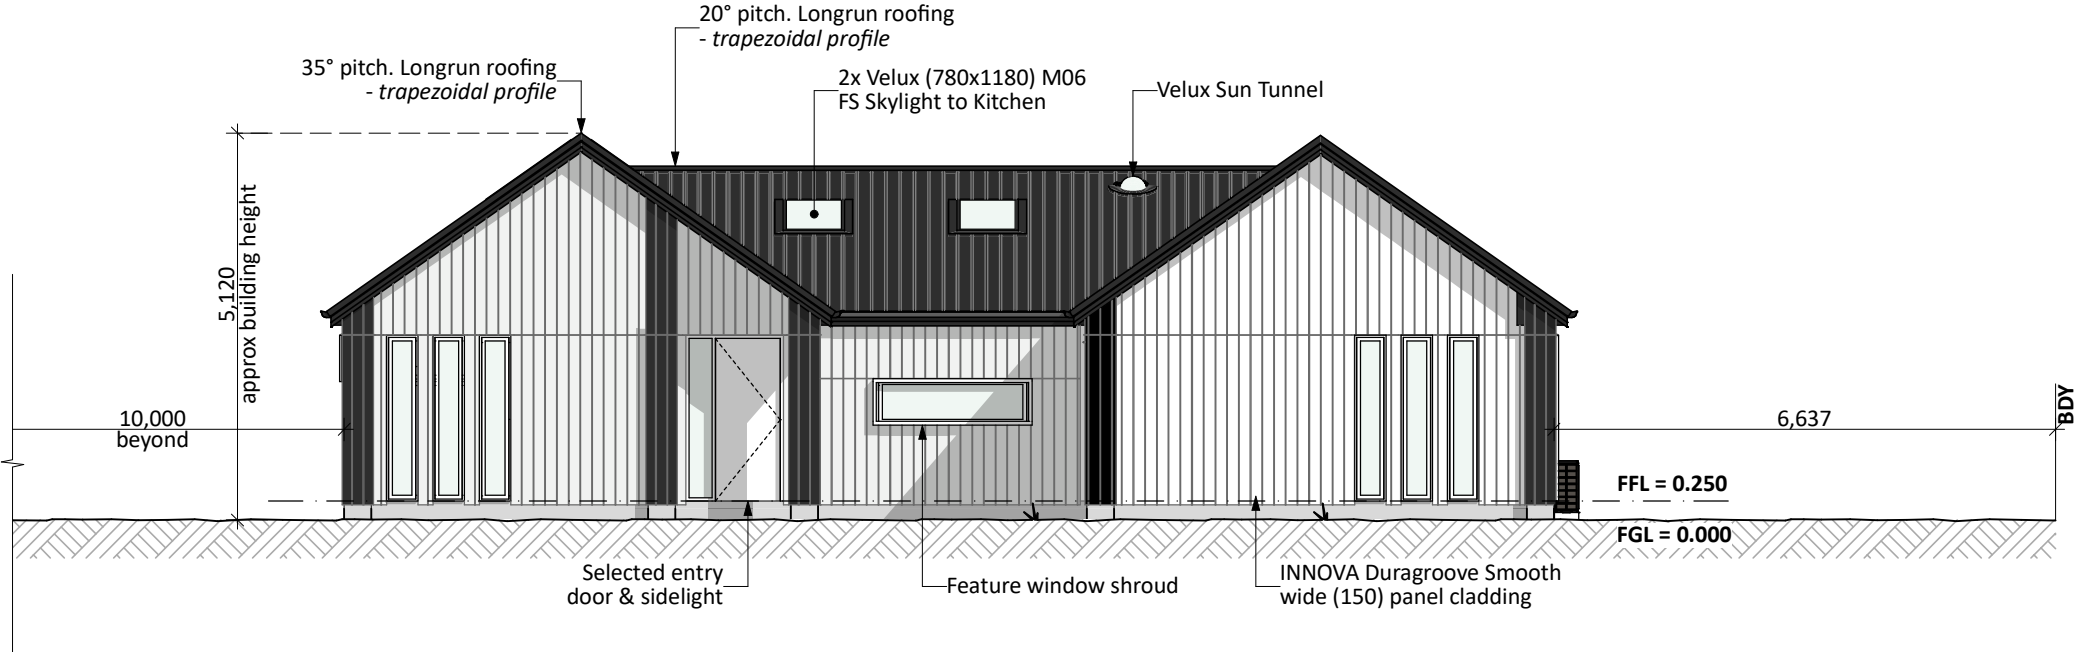 20° pitch. Longrun roofing
- trapezoidal profile
35° pitch. Longrun roofing
- trapezoidal profile
2x Velux (780x1180) M06
FS Skylight to Kitchen
Velux Sun Tunnel
5,120
approx building height
10,000
beyond
6,637
BDY
FFL = 0.250
FGL = 0.000
Selected entry
door & sidelight
Feature window shroud
INNOVA Duragroove Smooth
wide (150) panel cladding